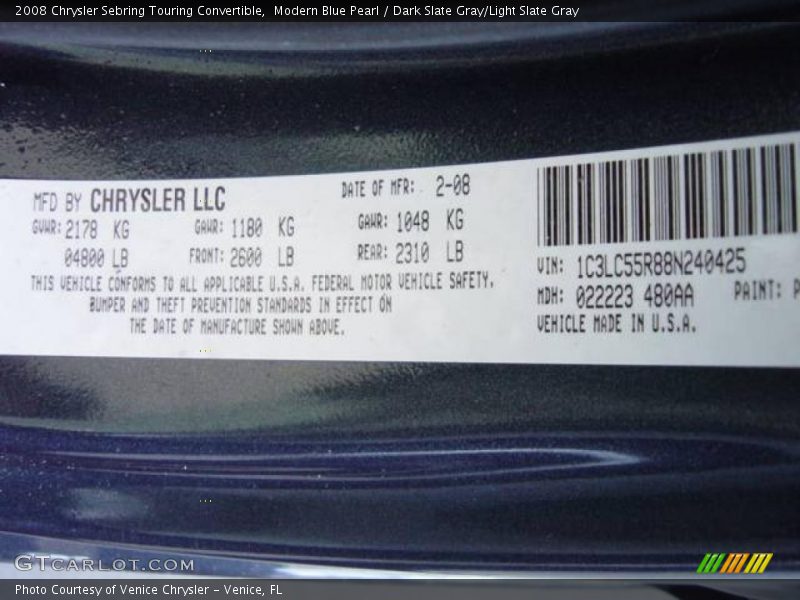 2008 Chrysler Sebring Touring Convertible, Modern Blue Pearl / Dark Slate Gray/Light Slate Gray
MFD BY CHRYSLER LLC DATE OF MFR: 2-08
GVWR: 2178 KG GAWR: 1180 KG GAWR: 1048 KG
04800 LB FRONT: 2600 LB REAR: 2310 LB
THIS VEHICLE CONFORMS TO ALL APPLICABLE U.S.A. FEDERAL MOTOR VEHICLE SAFETY,
BUMPER AND THEFT PREVENTION STANDARDS IN EFFECT ON
THE DATE OF MANUFACTURE SHOWN ABOVE.
VIN: 1C3LC55R88N240425
MDH: 022223 480AA PAINT: P
VEHICLE MADE IN U.S.A.
GTCARLOT.COM
Photo Courtesy of Venice Chrysler - Venice, FL